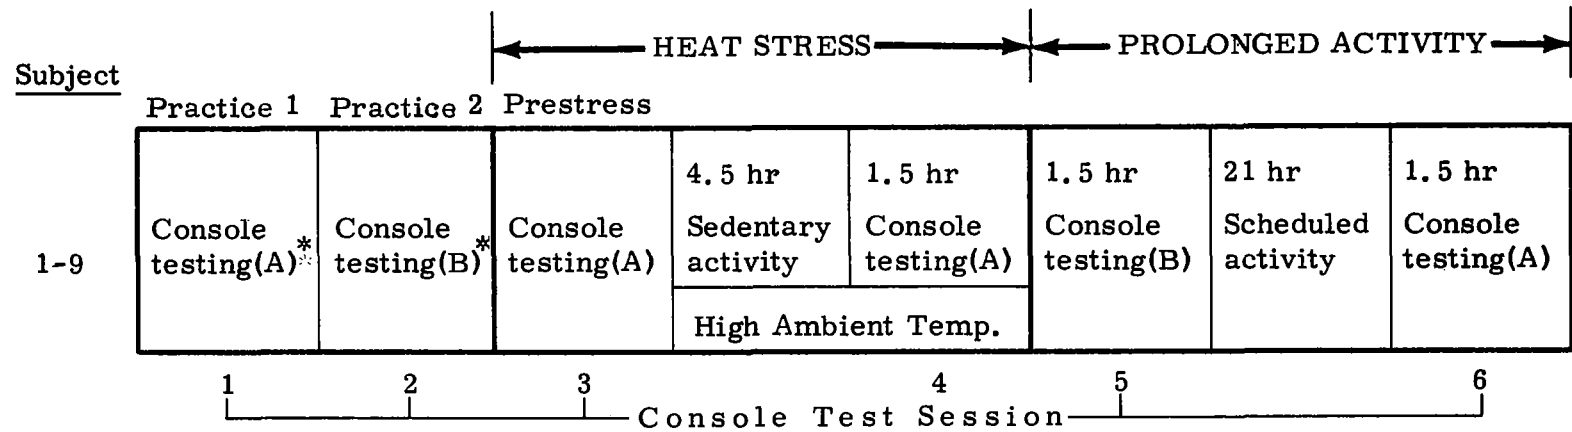 HEAT STRESS PROLONGED ACTIVITY
Subject
Practice 1 Practice 2 Prestress
4.5 hr 1.5 hr 1.5 hr 21 hr 1.5 hr
Console Console Console Sedentary Console Console Scheduled Console
1-9 testing(A)* testing(B)* testing(A) activity testing(A) testing(B) activity testing(A)
High Ambient Temp.
1 2 3 4 5 6
Console Test Session